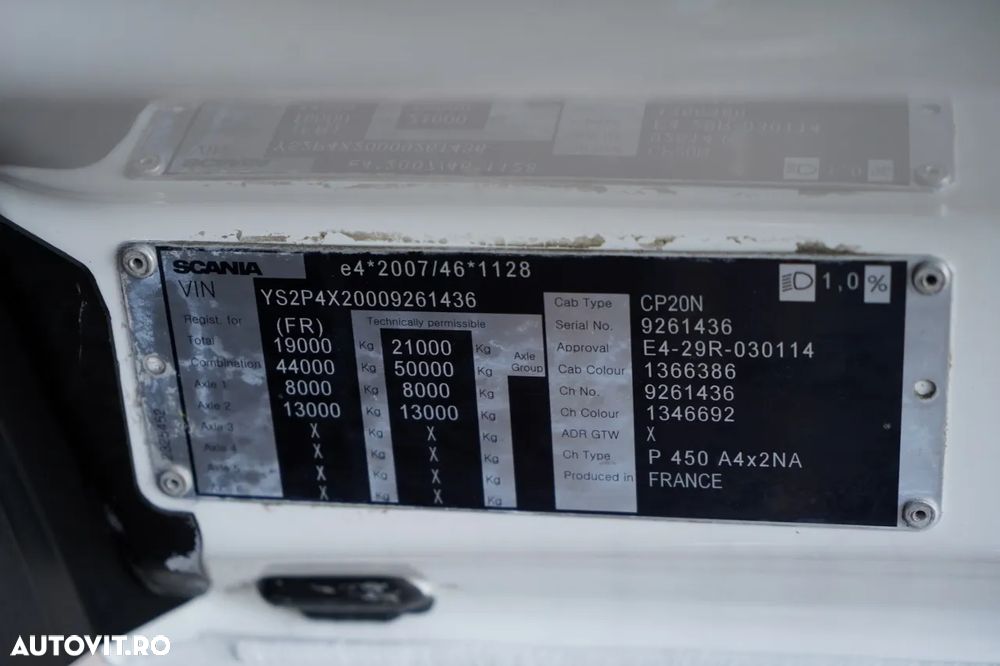 SCANIA e4*2007/46*1128 1,0 %
VIN YS2P4X20009261436
Regist. for (FR) Technically permissible
Total 19000 Kg 21000 Kg Axle Group
Combination 44000 Kg 50000 Kg
Axle 1 8000 Kg 8000 Kg
Axle 2 13000 Kg 13000 Kg
Axle 3 X Kg X Kg
Axle 4 X Kg X Kg
Axle 5 X Kg X Kg
X Kg X Kg
Cab Type CP20N
Serial No. 9261436
Approval E4-29R-030114
Cab Colour 1366386
Ch No. 9261436
Ch Colour 1346692
ADR GTW X
Ch Type P 450 A4x2NA
Produced in FRANCE
AUTOVIT.RO